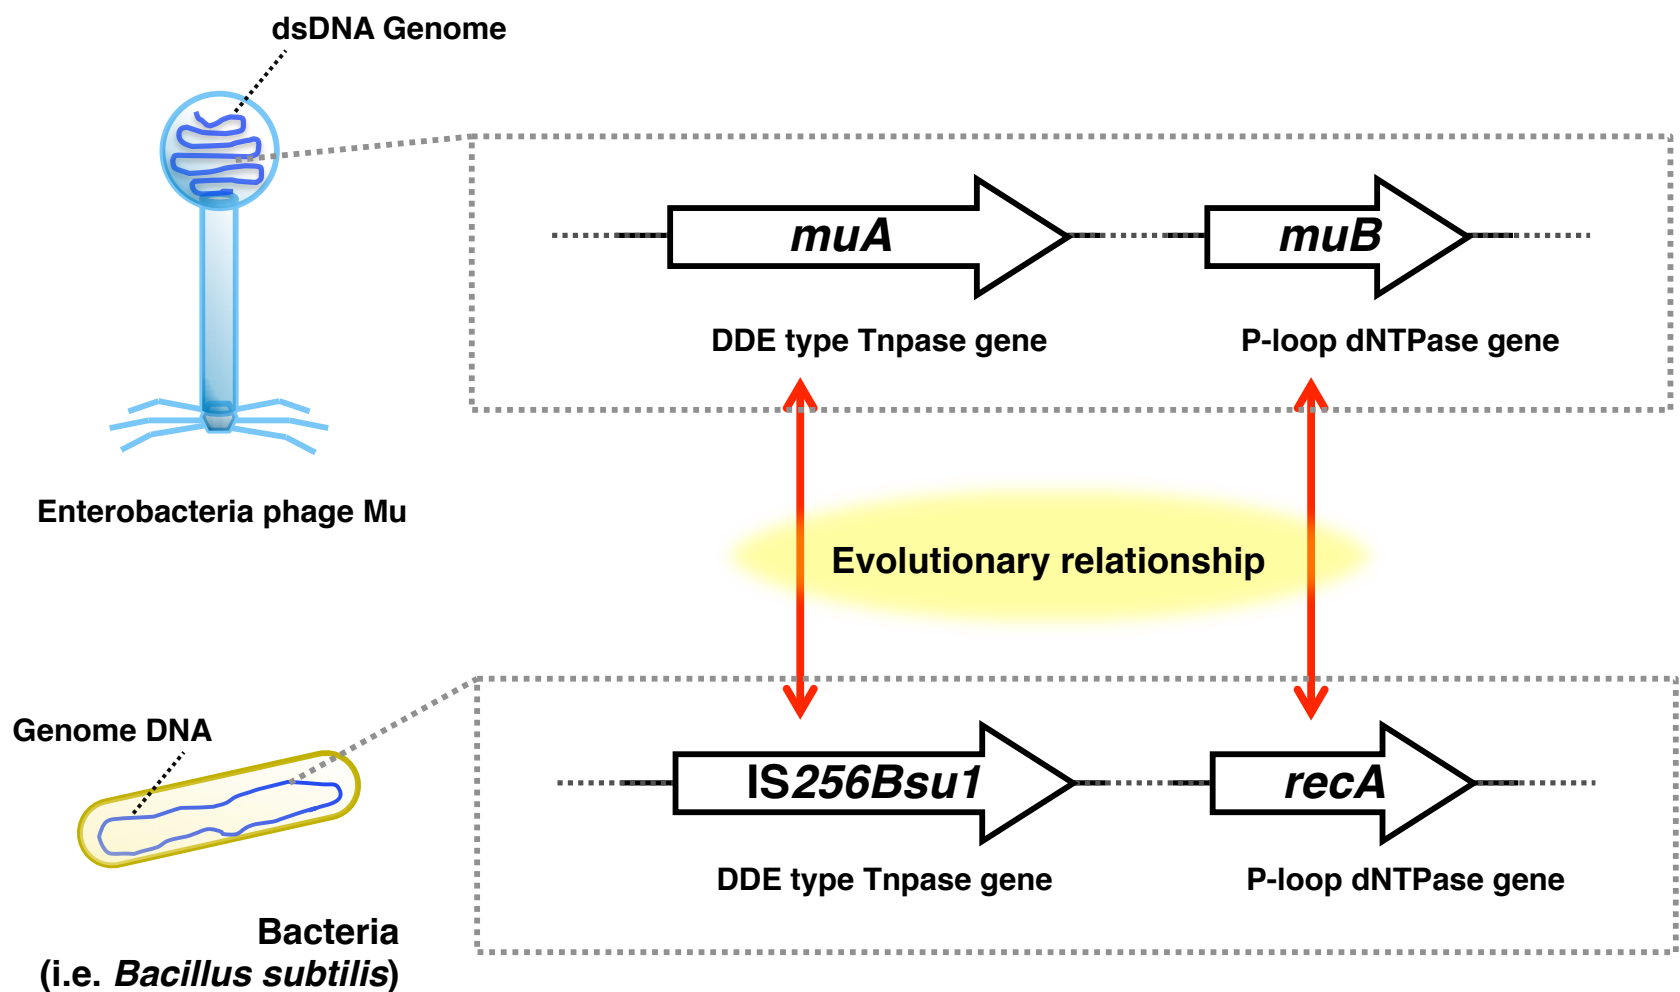 dsDNA Genome
muA
muB
DDE type Tnpase gene
P-loop dNTPase gene
Enterobacteria phage Mu
Evolutionary relationship
Genome DNA
IS256Bsu1
recA
DDE type Tnpase gene
P-loop dNTPase gene
Bacteria
(i.e. Bacillus subtilis)